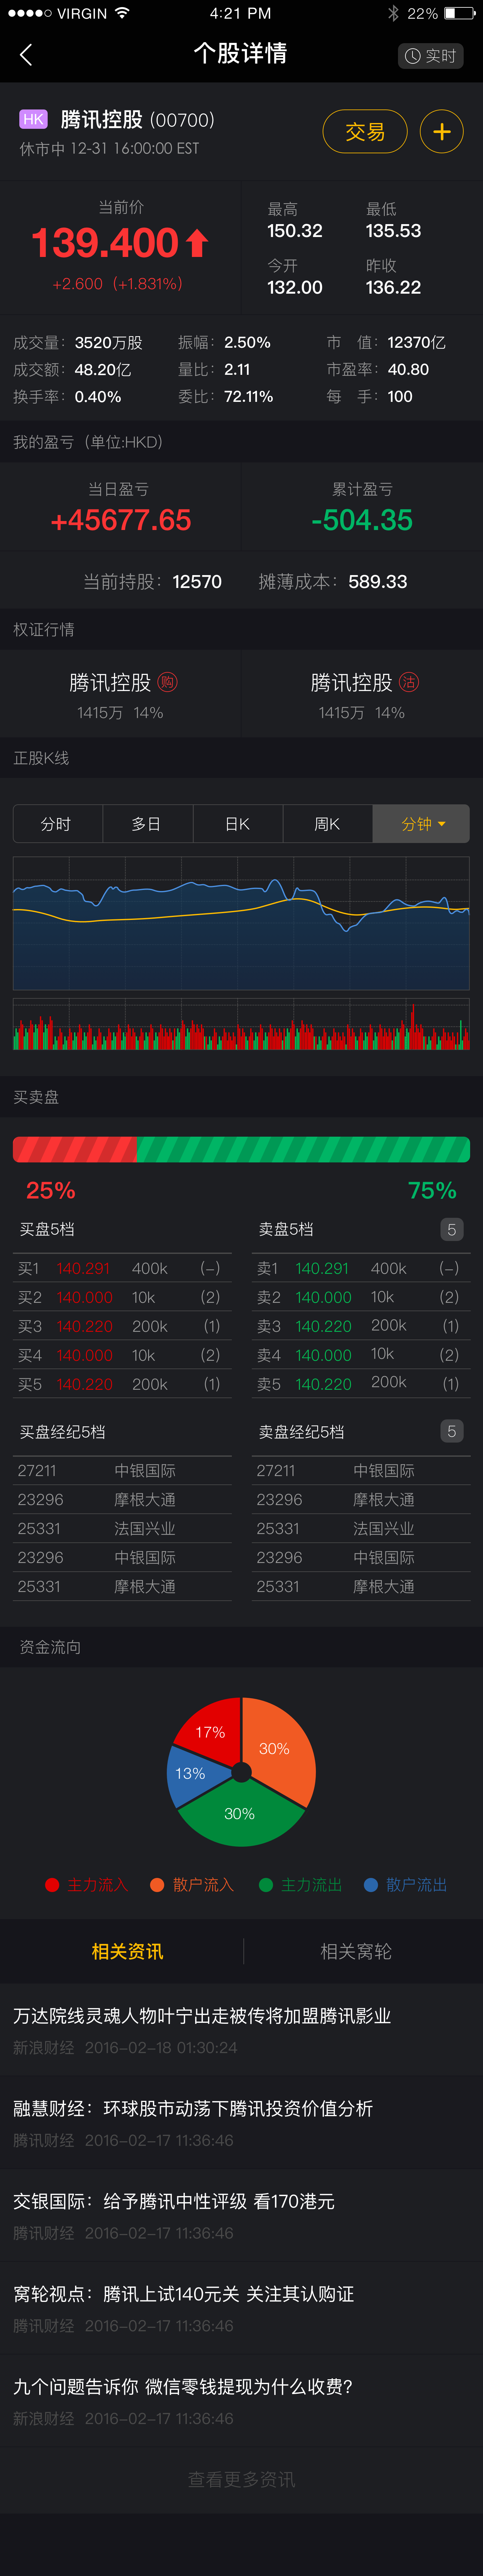 VIRGIN 4:21 PM 22%
个股详情 实时
HK 腾讯控股 (00700)
休市中 12-31 16:00:00 EST
交易 +
当前价
139.400
+2.600（+1.831%）
最高 最低
150.32 135.53
今开 昨收
132.00 136.22
成交量： 3520万股 振幅： 2.50% 市 值： 12370亿
成交额： 48.20亿 量比： 2.11 市盈率： 40.80
换手率： 0.40% 委比： 72.11% 每 手： 100
我的盈亏（单位:HKD）
当日盈亏 累计盈亏
+45677.65 -504.35
当前持股： 12570 摊薄成本： 589.33
权证行情
腾讯控股 购 腾讯控股 沽
1415万 14% 1415万 14%
正股K线
分时 多日 日K 周K 分钟
买卖盘
25% 75%
买盘5档 卖盘5档 5
买1 140.291 400k (-) 卖1 140.291 400k (-)
买2 140.000 10k (2) 卖2 140.000 10k (2)
买3 140.220 200k (1) 卖3 140.220 200k (1)
买4 140.000 10k (2) 卖4 140.000 10k (2)
买5 140.220 200k (1) 卖5 140.220 200k (1)
买盘经纪5档 卖盘经纪5档 5
27211 中银国际 27211 中银国际
23296 摩根大通 23296 摩根大通
25331 法国兴业 25331 法国兴业
23296 中银国际 23296 中银国际
25331 摩根大通 25331 摩根大通
资金流向
17% 30%
13%
30%
主力流入 散户流入 主力流出 散户流出
相关资讯 相关窝轮
万达院线灵魂人物叶宁出走被传将加盟腾讯影业
新浪财经 2016-02-18 01:30:24
融慧财经：环球股市动荡下腾讯投资价值分析
腾讯财经 2016-02-17 11:36:46
交银国际：给予腾讯中性评级 看170港元
腾讯财经 2016-02-17 11:36:46
窝轮视点：腾讯上试140元关 关注其认购证
腾讯财经 2016-02-17 11:36:46
九个问题告诉你 微信零钱提现为什么收费?
新浪财经 2016-02-17 11:36:46
查看更多资讯